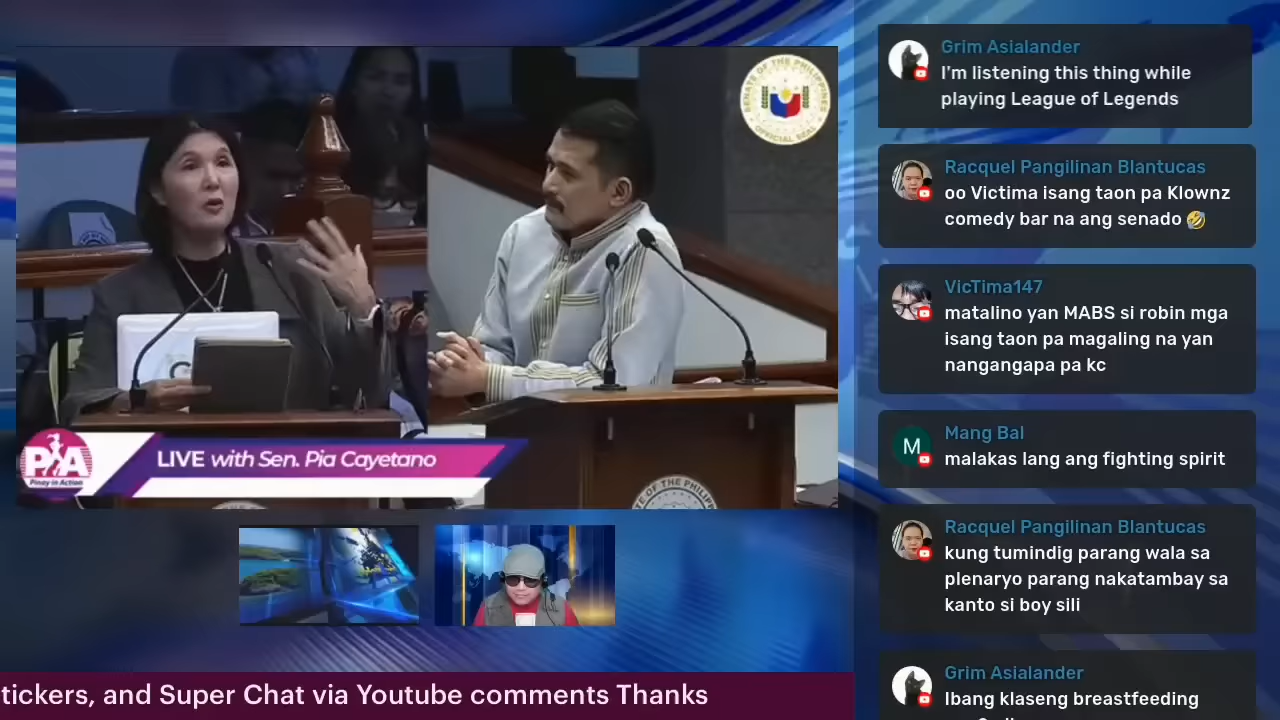 SENATE OF THE PHILIPPINES
OFFICIAL SEAL
PIA
Pinay in Action
LIVE with Sen. Pia Cayetano
OF THE PHILIP
tickers, and Super Chat via Youtube comments Thanks
Grim Asialander
I'm listening this thing while
playing League of Legends
Racquel Pangilinan Blantucas
oo Victima isang taon pa Klownz
comedy bar na ang senado 🤣
VicTima147
matalino yan MABS si robin mga
isang taon pa magaling na yan
nangangapa pa kc
M
Mang Bal
malakas lang ang fighting spirit
Racquel Pangilinan Blantucas
kung tumindig parang wala sa
plenaryo parang nakatambay sa
kanto si boy sili
Grim Asialander
Ibang klaseng breastfeeding